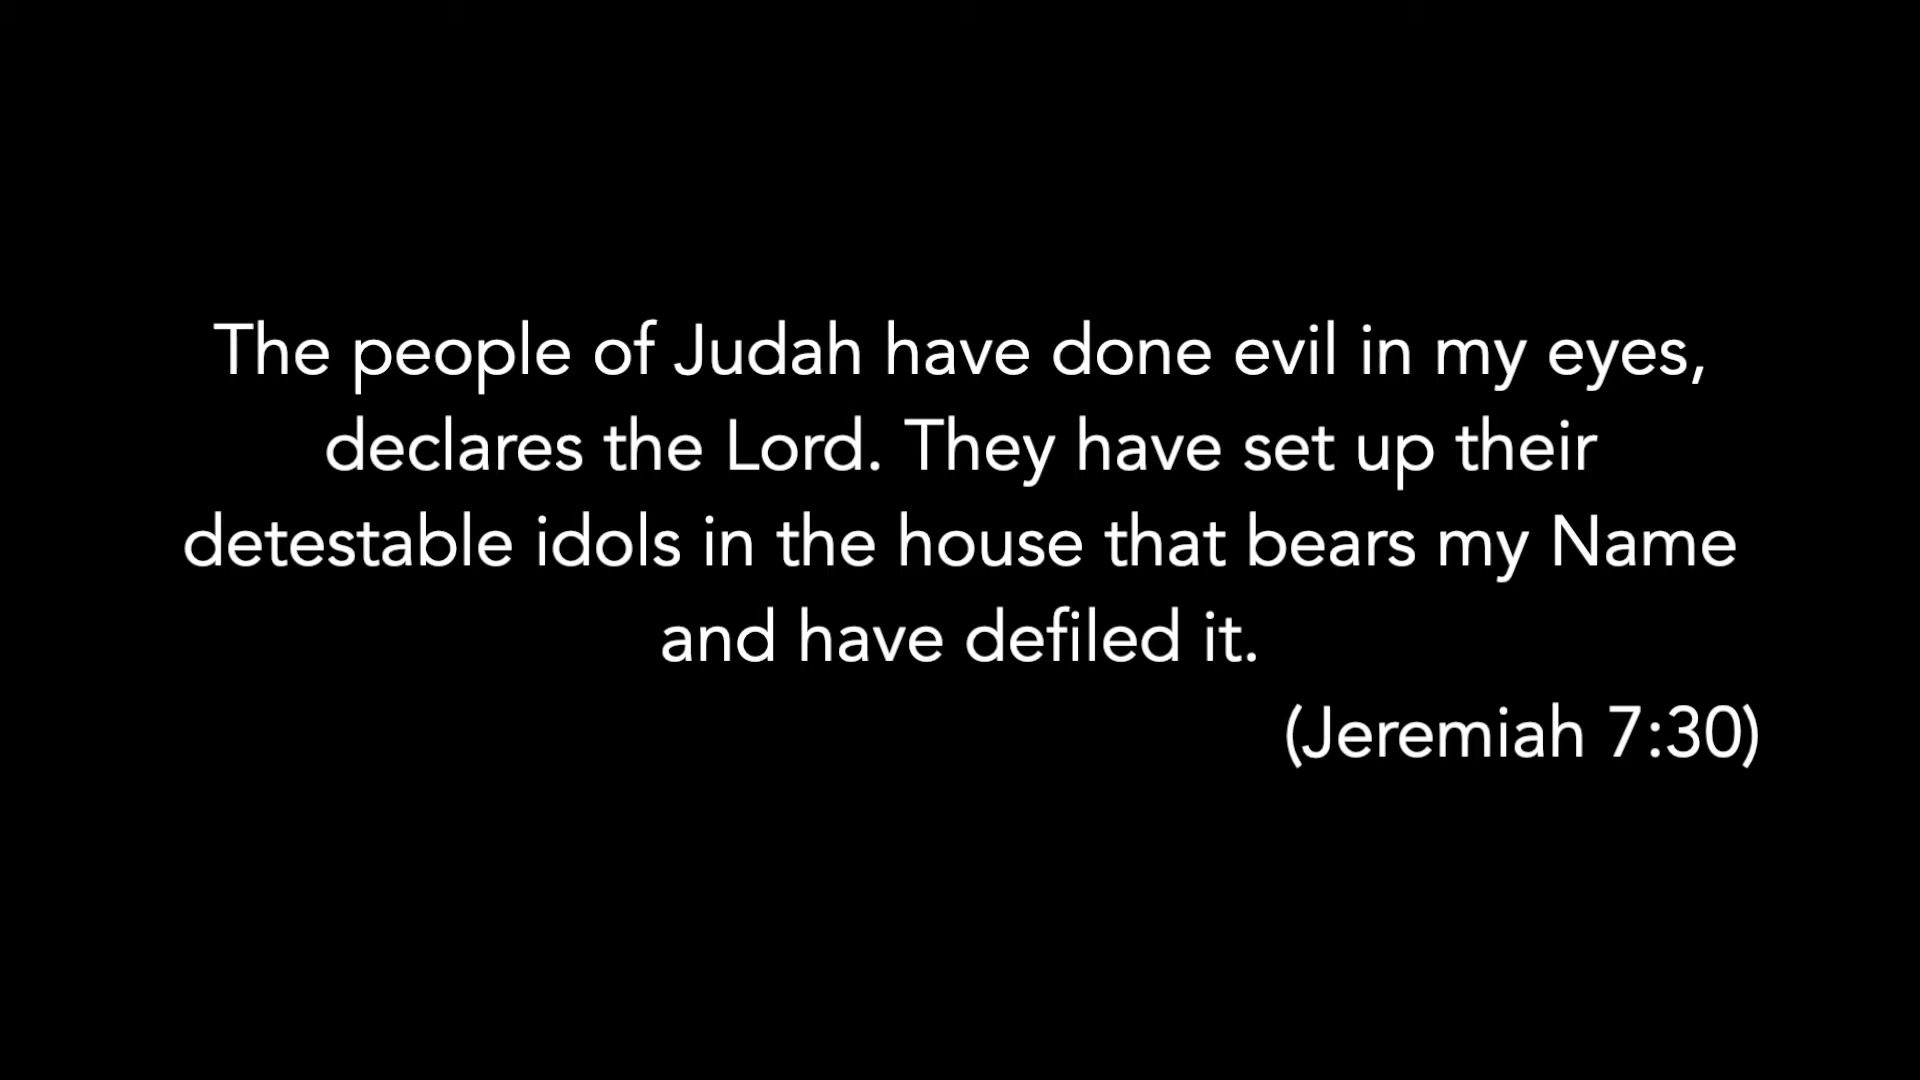 The people of Judah have done evil in my eyes,
declares the Lord. They have set up their
detestable idols in the house that bears my Name
and have defiled it.
(Jeremiah 7:30)